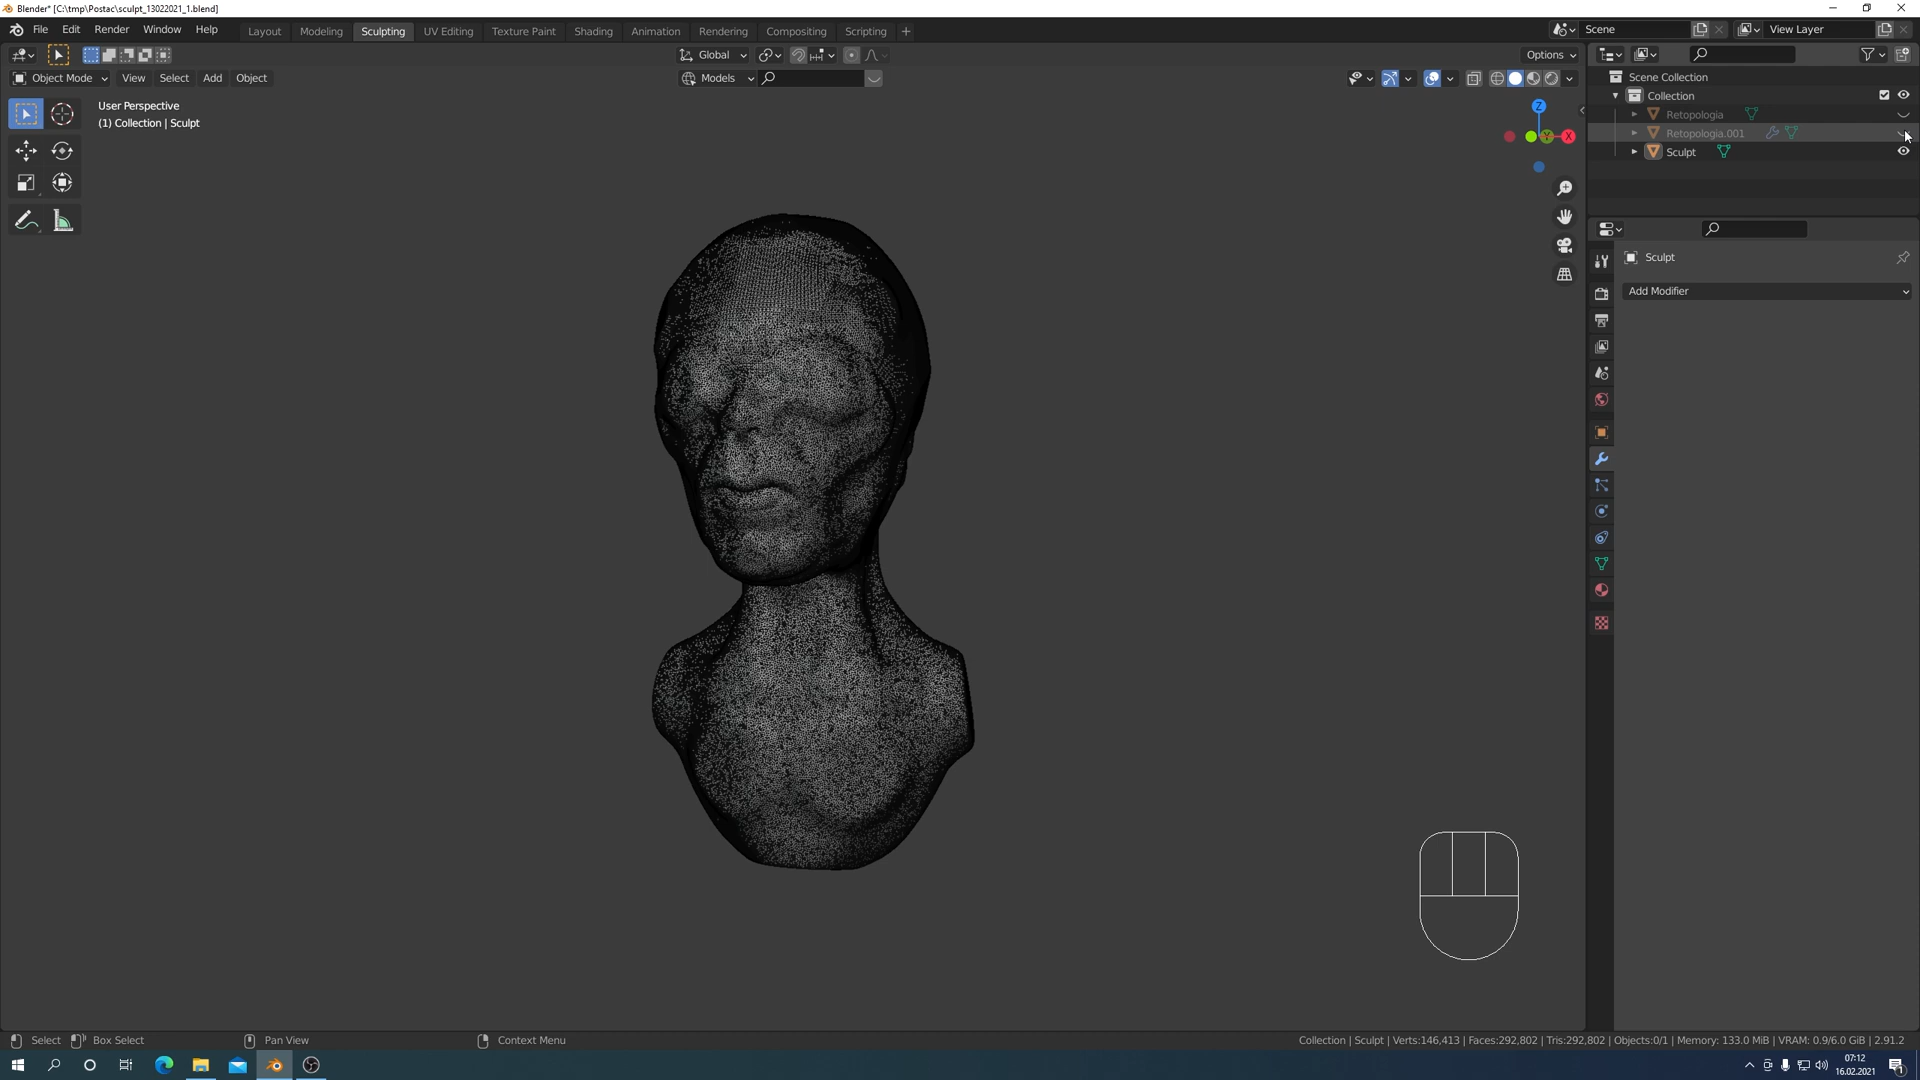 Blender* [C:\tmp\Postac\sculpt_13022021_1.blend]
File Edit Render Window Help Layout Modeling Sculpting UV Editing Texture Paint Shading Animation Rendering Compositing Scripting + Scene View Layer
Global Options
Object Mode View Select Add Object Models
User Perspective
(1) Collection | Sculpt
Z
Y
X
Scene Collection
Collection
Retopologia
Retopologia.001
Sculpt
Sculpt
Add Modifier
Select Box Select Pan View Context Menu Collection | Sculpt | Verts:146,413 | Faces:292,802 | Tris:292,802 | Objects:0/1 | Memory: 133.0 MiB | VRAM: 0.9/6.0 GiB | 2.91.2
07:12
16.02.2021
1